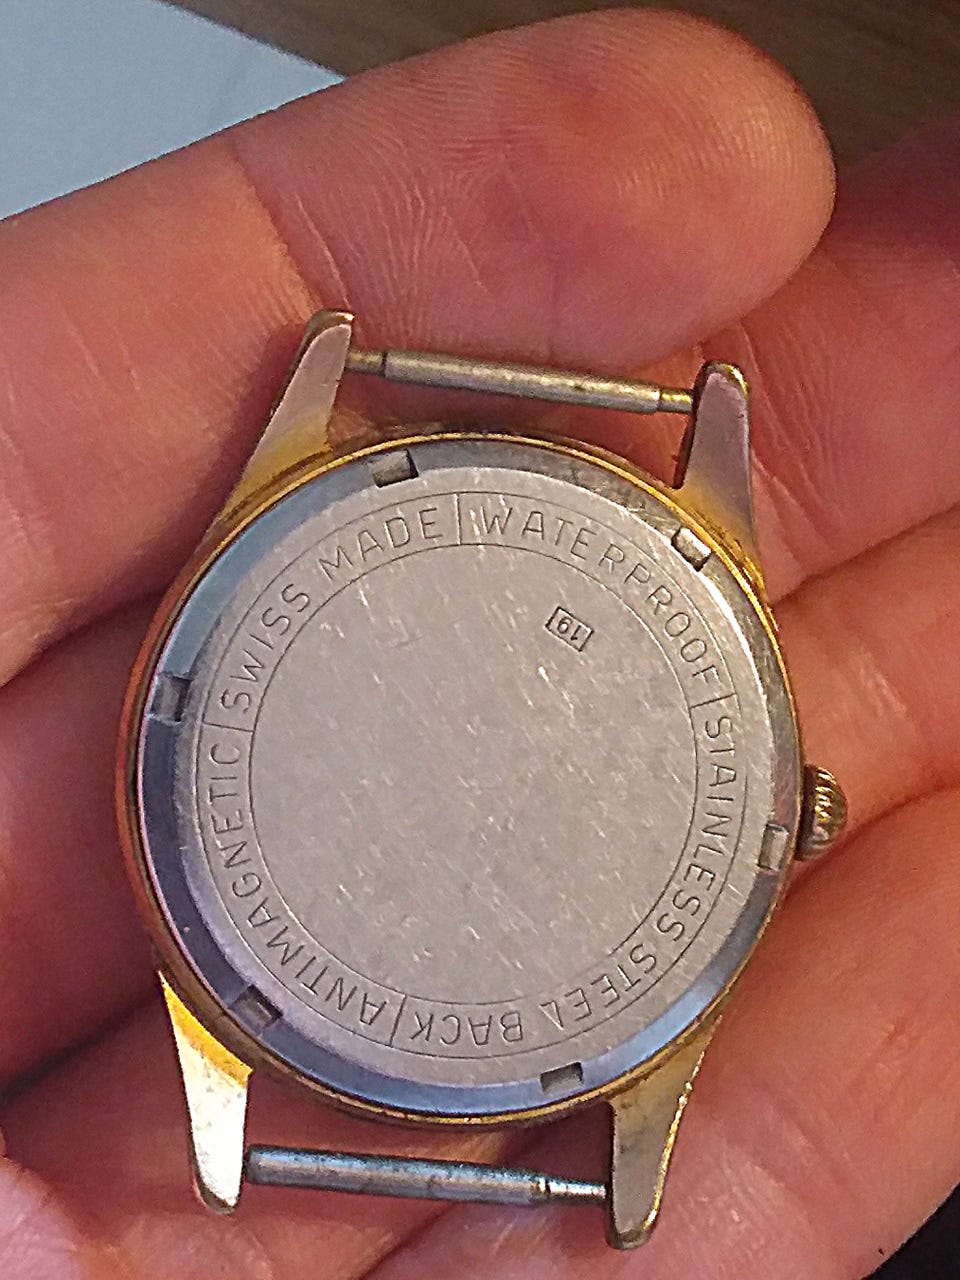 SWISS MADE
WATERPROOF
STAINLESS STEEL BACK
ANTIMAGNETIC
19